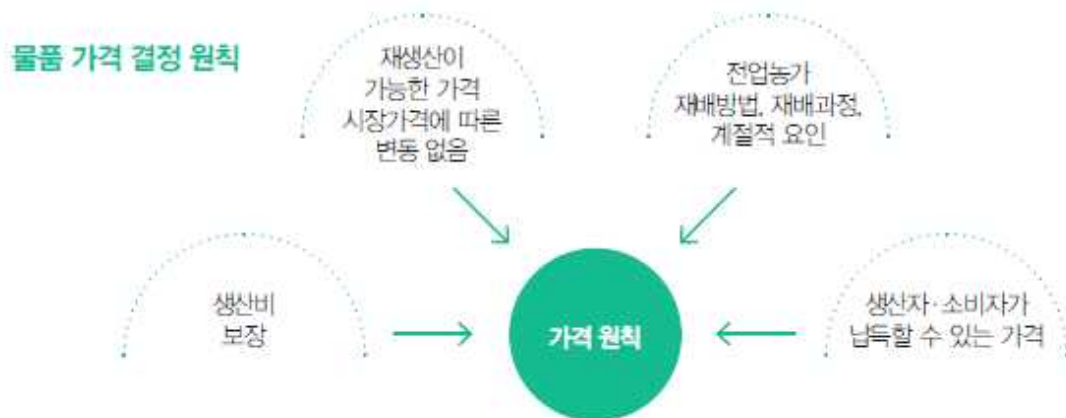 물품 가격 결정 원칙
재생산이
가능한 가격
시장가격에 따른
변동 없음
전업농가
재배방법, 재배과정,
계절적 요인
생산비
보장
가격 원칙
생산자·소비자가
납득할 수 있는 가격